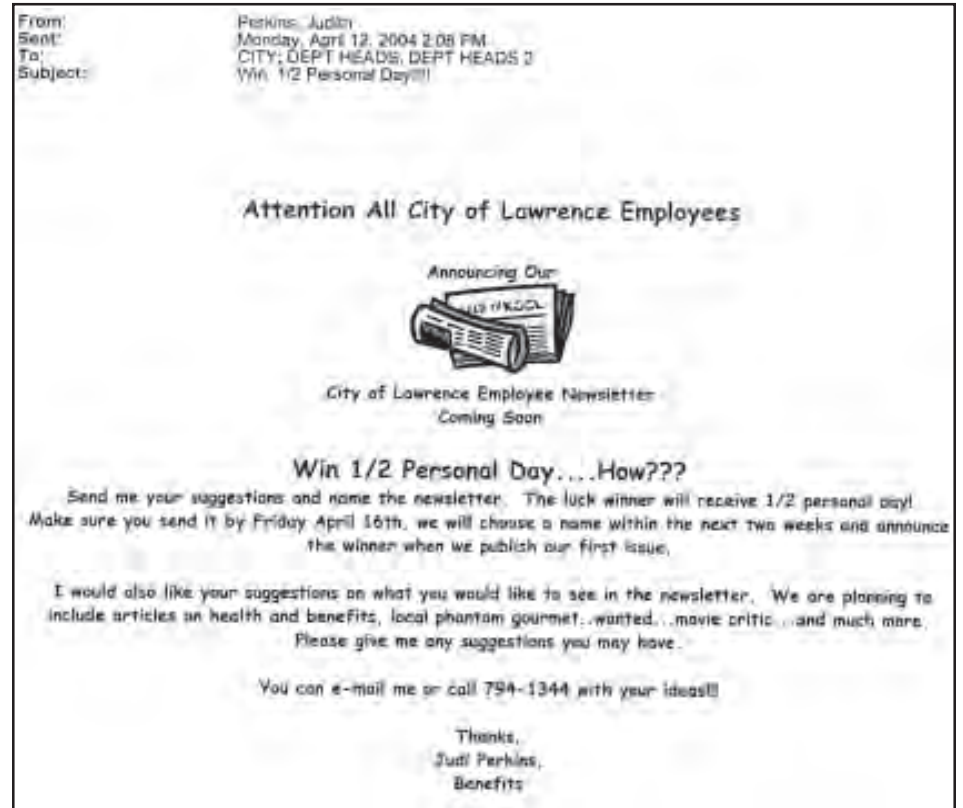 From: Perkins, Judith
Sent: Monday, April 12, 2004 2:08 PM
To: CITY; DEPT HEADS; DEPT HEADS 2
Subject: Win 1/2 Personal Day!!!!
Attention All City of Lawrence Employees
Announcing Our
City of Lawrence Employee Newsletter
Coming Soon
Win 1/2 Personal Day....How???
Send me your suggestions and name the newsletter. The luck winner will receive 1/2 personal day!
Make sure you send it by Friday April 16th, we will choose a name within the next two weeks and announce
the winner when we publish our first issue.
I would also like your suggestions on what you would like to see in the newsletter. We are planning to
include articles on health and benefits, local phantom gourmet..wanted...movie critic...and much more.
Please give me any suggestions you may have.
You can e-mail me or call 794-1344 with your ideas!!!
Thanks,
Judi Perkins,
Benefits